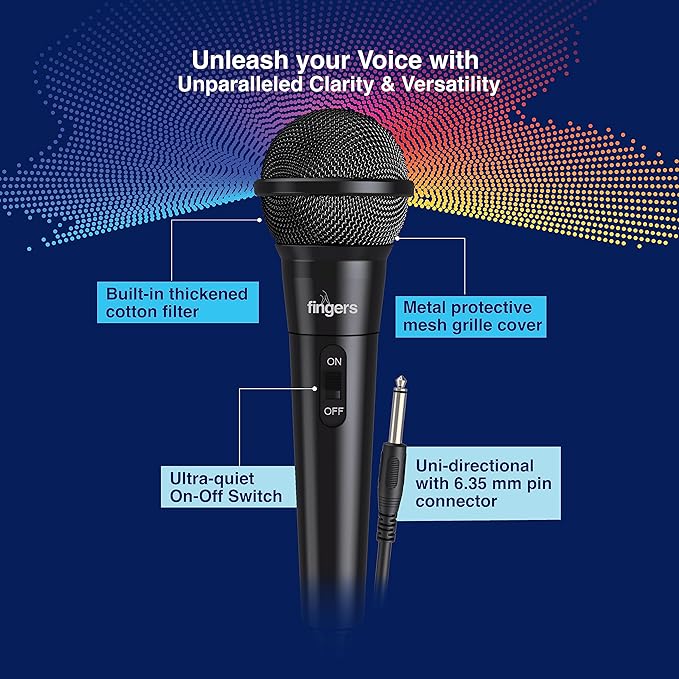 Unleash your Voice with
Unparalleled Clarity & Versatility
Built-in thickened
cotton filter
fingers
Metal protective
mesh grille cover
ON
OFF
Ultra-quiet
On-Off Switch
Uni-directional
with 6.35 mm pin
connector